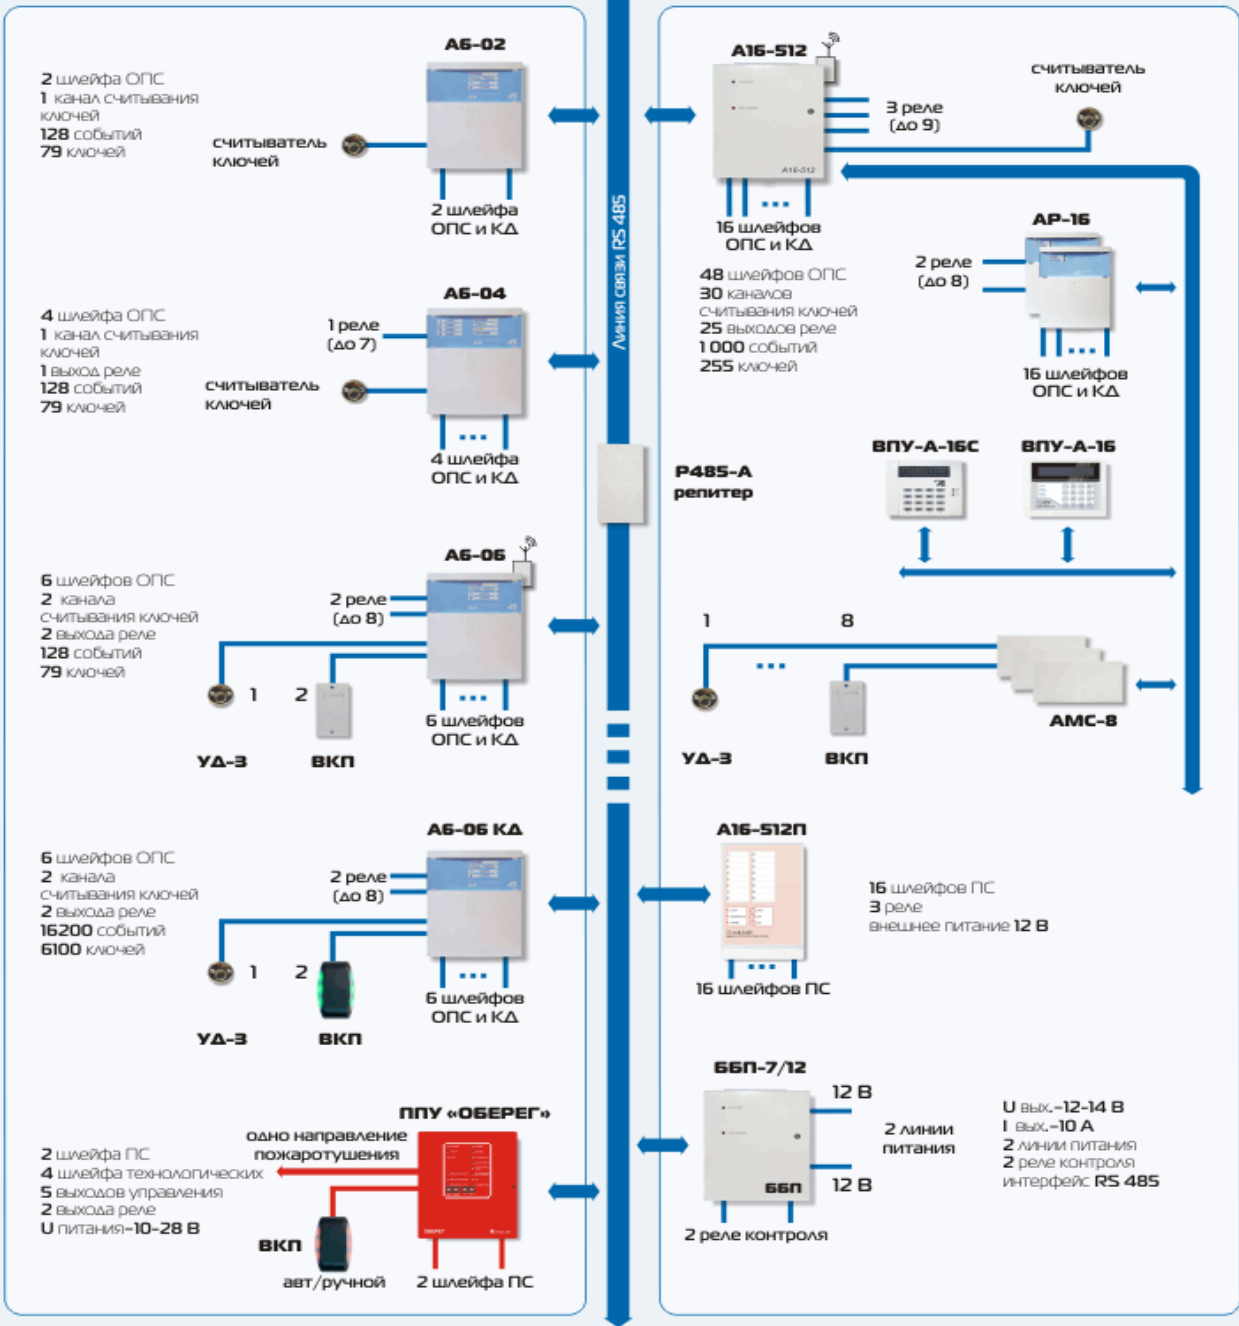 А6-02
2 шлейфа ОПС
1 канал считывания
ключей
128 событий
79 ключей
считыватель
ключей
2 шлейфа
ОПС и КД
А6-04
4 шлейфа ОПС
1 канал считывания
ключей
1 выход реле
128 событий
79 ключей
1 реле
(до 7)
считыватель
ключей
4 шлейфа
ОПС и КД
А6-06
6 шлейфов ОПС
2 канала
считывания ключей
2 выхода реле
128 событий
79 ключей
2 реле
(до 8)
1
2
УД-3
ВКП
6 шлейфов
ОПС и КД
А6-06 КД
6 шлейфов ОПС
2 канала
считывания ключей
2 выхода реле
16200 событий
6100 ключей
2 реле
(до 8)
1
2
УД-3
ВКП
6 шлейфов
ОПС и КД
ППУ «ОБЕРЕГ»
2 шлейфа ПС
4 шлейфа технологических
5 выходов управления
2 выхода реле
U питания-10-28 В
одно направление
пожаротушения
ВКП
авт/ручной
2 шлейфа ПС
Линия связи RS 485
Р485-А
репитер
А16-512
3 реле
(до 9)
считыватель
ключей
А16-512
16 шлейфов
ОПС и КД
48 шлейфов ОПС
30 каналов
считывания ключей
25 выходов реле
1 000 событий
255 ключей
АР-16
2 реле
(до 8)
16 шлейфов
ОПС и КД
ВПУ-А-16С
ВПУ-А-16
1
8
УД-3
ВКП
АМС-8
А16-512П
16 шлейфов ПС
3 реле
внешнее питание 12 В
16 шлейфов ПС
ББП-7/12
12 В
2 линии
питания
12 В
ББП
2 реле контроля
U вых.-12-14 В
I вых.-10 А
2 линии питания
2 реле контроля
интерфейс RS 485